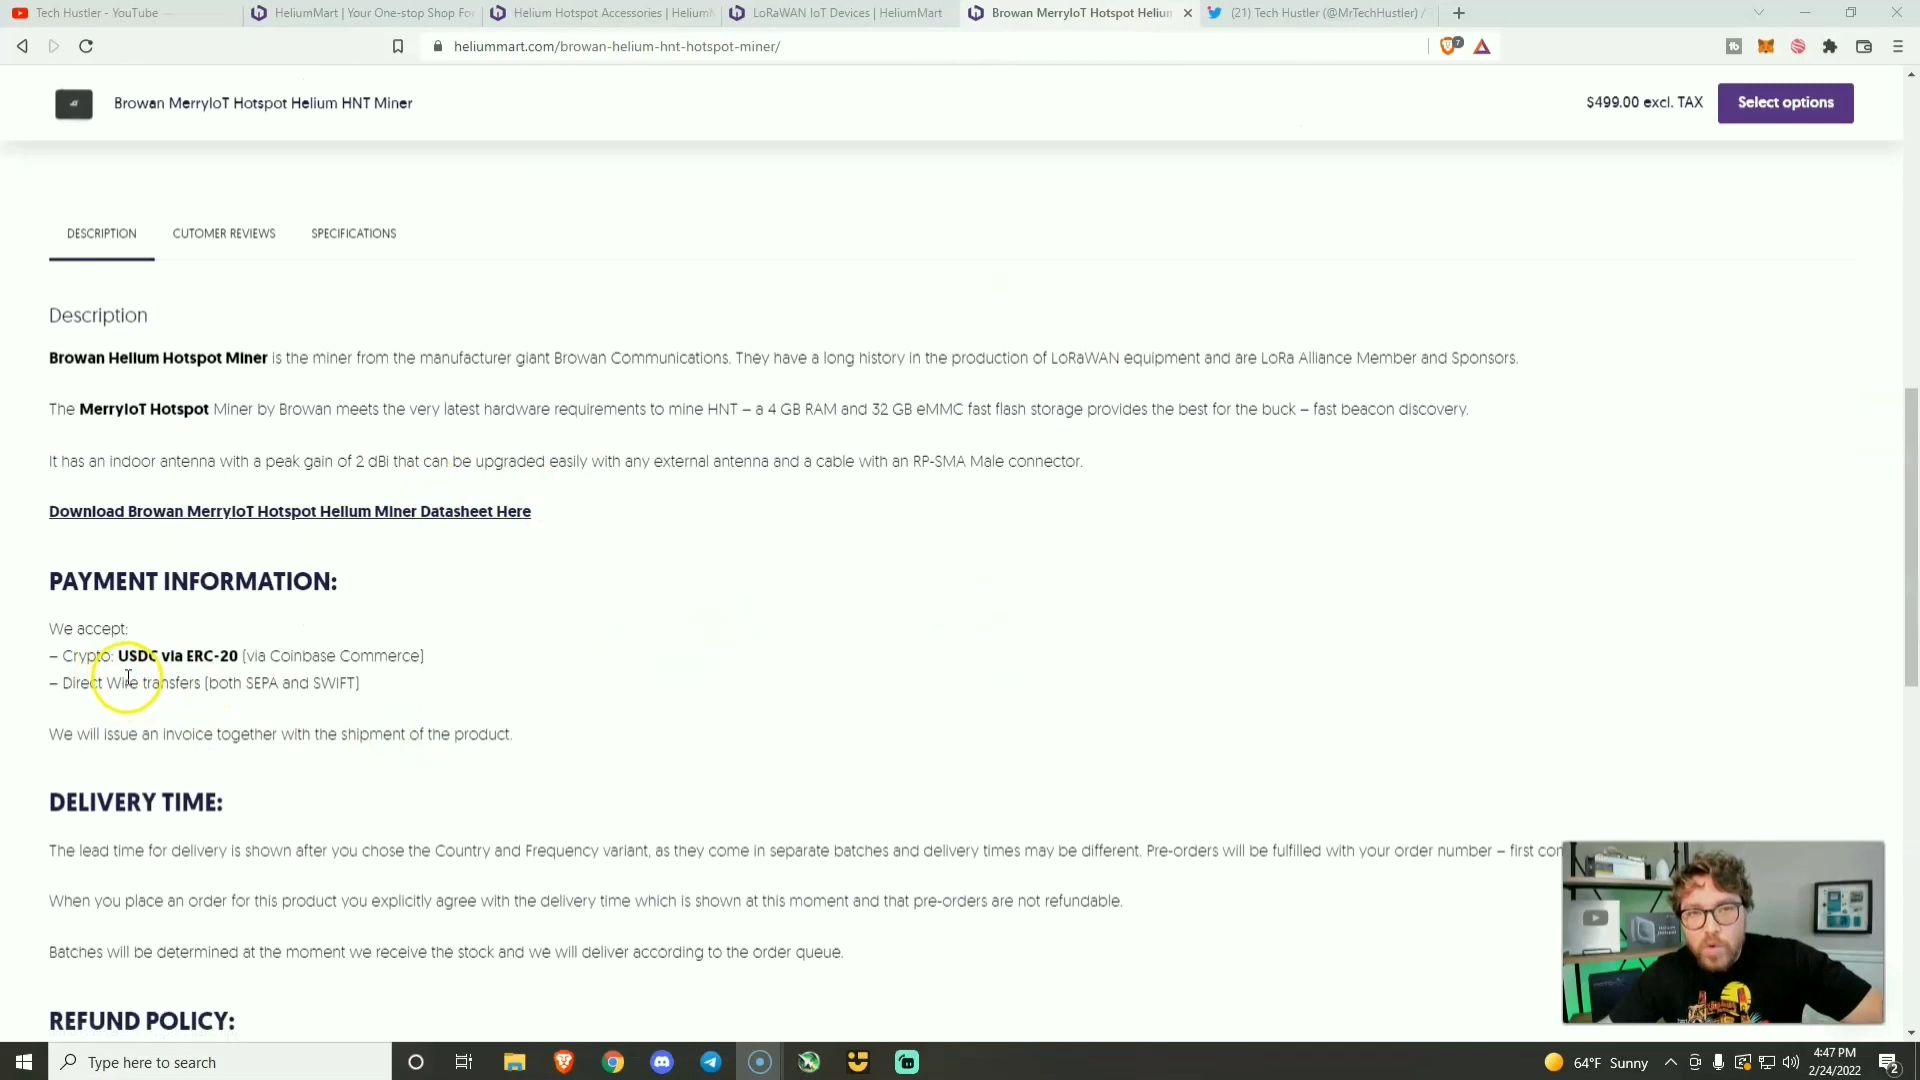 Tech Hustler - YouTube
HeliumMart | Your One-stop Shop For
Helium Hotspot Accessories | Helium
LoRaWAN IoT Devices | HeliumMart
Browan MerryIoT Hotspot Helium
(21) Tech Hustler (@MrTechHustler) /
heliummart.com/browan-helium-hnt-hotspot-miner/
7
Browan MerryIoT Hotspot Helium HNT Miner
$499.00 excl. TAX
Select options
DESCRIPTION
CUTOMER REVIEWS
SPECIFICATIONS
Description
Browan Helium Hotspot Miner is the miner from the manufacturer giant Browan Communications. They have a long history in the production of LoRaWAN equipment and are LoRa Alliance Member and Sponsors.
The MerryIoT Hotspot Miner by Browan meets the very latest hardware requirements to mine HNT – a 4 GB RAM and 32 GB eMMC fast flash storage provides the best for the buck – fast beacon discovery.
It has an indoor antenna with a peak gain of 2 dBi that can be upgraded easily with any external antenna and a cable with an RP-SMA Male connector.
Download Browan MerryIoT Hotspot Helium Miner Datasheet Here
PAYMENT INFORMATION:
We accept:
– Crypto: USDC via ERC-20 (via Coinbase Commerce)
– Direct Wire transfers (both SEPA and SWIFT)
We will issue an invoice together with the shipment of the product.
DELIVERY TIME:
The lead time for delivery is shown after you chose the Country and Frequency variant, as they come in separate batches and delivery times may be different. Pre-orders will be fulfilled with your order number – first con
When you place an order for this product you explicitly agree with the delivery time which is shown at this moment and that pre-orders are not refundable.
Batches will be determined at the moment we receive the stock and we will deliver according to the order queue.
REFUND POLICY:
Type here to search
64°F Sunny
4:47 PM
2/24/2022
2